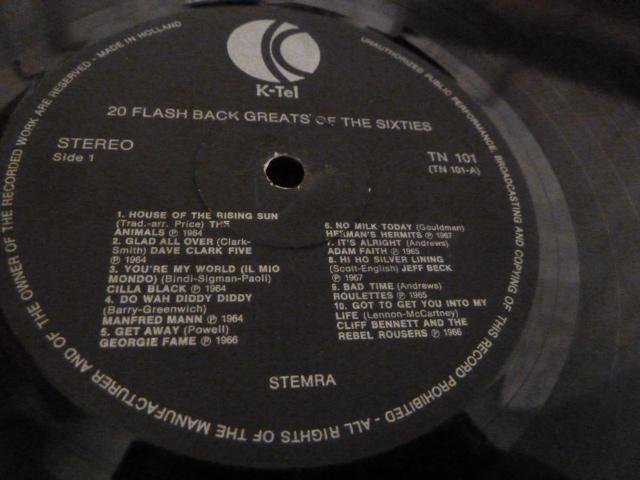 K-Tel
20 FLASH BACK GREATS OF THE SIXTIES
STEREO
Side 1
TN 101
(TN 101-A)
1. HOUSE OF THE RISING SUN
(Trad.-arr. Price) THE
ANIMALS ℗ 1964
2. GLAD ALL OVER (Clark-
Smith) DAVE CLARK FIVE
℗ 1964
3. YOU'RE MY WORLD (IL MIO
MONDO) (Bindi-Sigman-Paoli)
CILLA BLACK ℗ 1964
4. DO WAH DIDDY DIDDY
(Barry-Greenwich)
MANFRED MANN ℗ 1964
5. GET AWAY (Powell)
GEORGIE FAME ℗ 1966
6. NO MILK TODAY (Gouldman)
HERMAN'S HERMITS ℗ 1967
7. IT'S ALRIGHT (Andrews)
ADAM FAITH ℗ 1965
8. HI HO SILVER LINING
(Scott-English) JEFF BECK
℗ 1967
9. BAD TIME (Andrews)
ROULETTES ℗ 1965
10. GOT TO GET YOU INTO MY
LIFE (Lennon-McCartney)
CLIFF BENNETT AND THE
REBEL ROUSERS ℗ 1966
STEMRA
UNAUTHORIZED PUBLIC PERFORMANCE, BROADCASTING AND COPYING OF THIS RECORD PROHIBITED - ALL RIGHTS OF THE MANUFACTURER AND OF THE OWNER OF THE RECORDED WORK ARE RESERVED - MADE IN HOLLAND